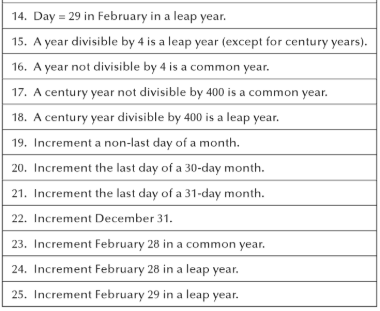 14. Day = 29 in February in a leap year.
15. A year divisible by 4 is a leap year (except for century years).
16. A year not divisible by 4 is a common year.
17. A century year not divisible by 400 is a common year.
18. A century year divisible by 400 is a leap year.
19. Increment a non-last day of a month.
20. Increment the last day of a 30-day month.
21. Increment the last day of a 31-day month.
22. Increment December 31.
23. Increment February 28 in a common year.
24. Increment February 28 in a leap year.
25. Increment February 29 in a leap year.